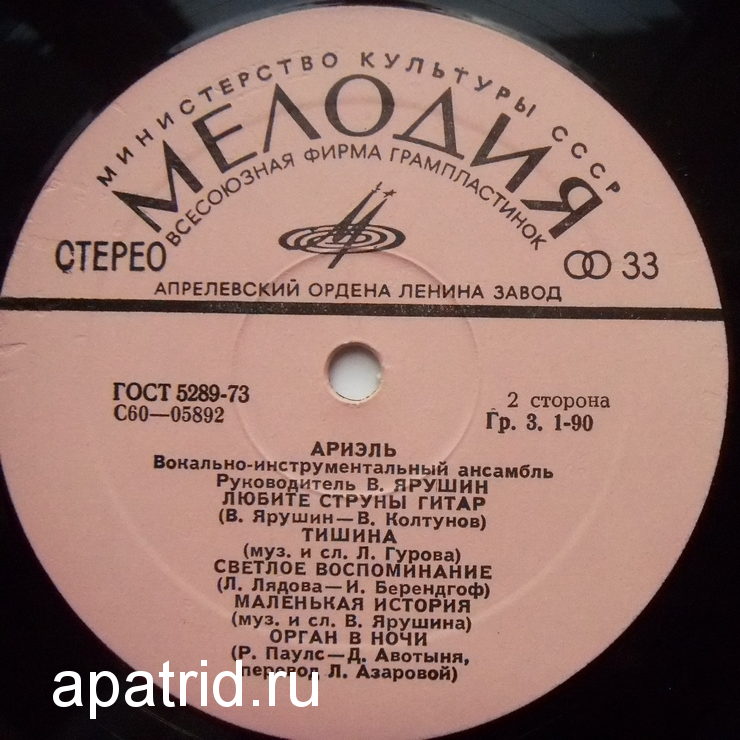 МИНИСТЕРСТВО КУЛЬТУРЫ СССР
МЕЛОДИЯ
ВСЕСОЮЗНАЯ ФИРМА ГРАМПЛАСТИНОК
СТЕРЕО
33
АПРЕЛЕВСКИЙ ОРДЕНА ЛЕНИНА ЗАВОД
ГОСТ 5289-73
С60—05892
2 сторона
Гр. 3. 1-90
АРИЭЛЬ
Вокально-инструментальный ансамбль
Руководитель В. ЯРУШИН
ЛЮБИТЕ СТРУНЫ ГИТАР
(В. Ярушин—В. Колтунов)
ТИШИНА
(муз. и сл. Л. Гурова)
СВЕТЛОЕ ВОСПОМИНАНИЕ
(Л. Лядова—И. Берендгоф)
МАЛЕНЬКАЯ ИСТОРИЯ
(муз. и сл. В. Ярушина)
ОРГАН В НОЧИ
(Р. Паулс—Д. Авотыня,
перевод Л. Азаровой)
apatrid.ru